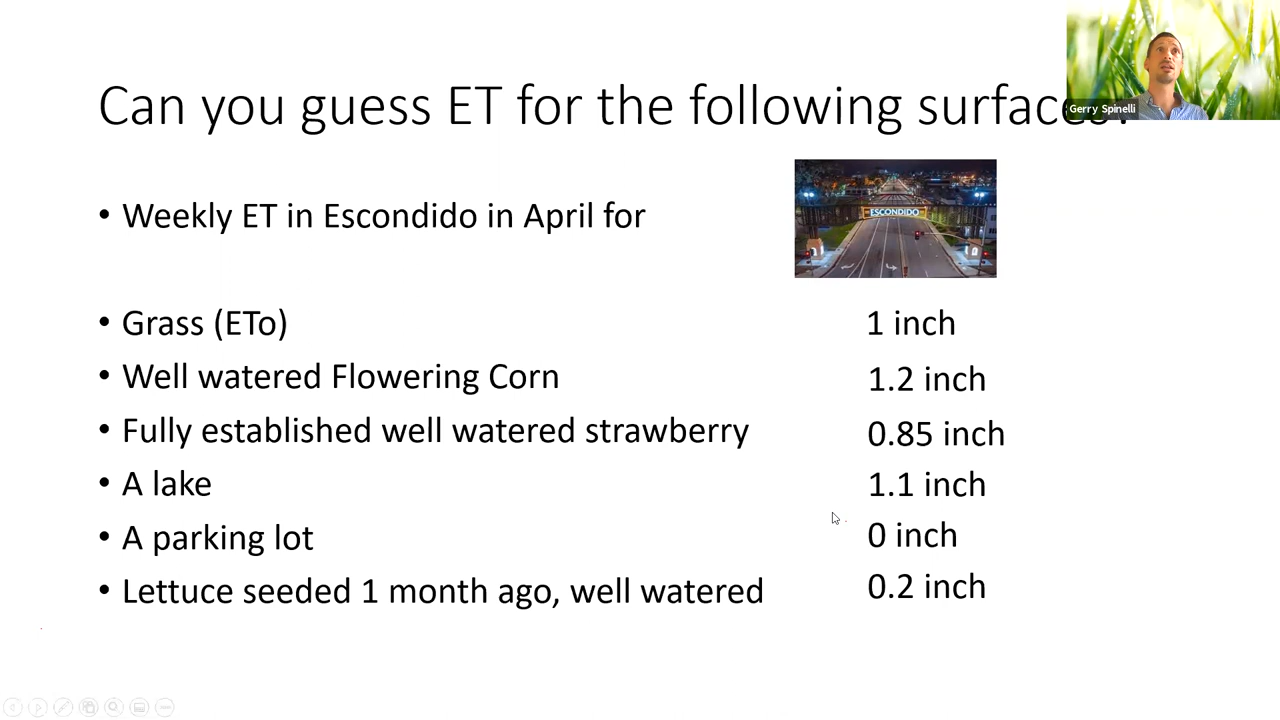 Can you guess ET for the following surfaces?
Gerry Spinelli
• Weekly ET in Escondido in April for
ESCONDIDO
• Grass (ETo) 1 inch
• Well watered Flowering Corn 1.2 inch
• Fully established well watered strawberry 0.85 inch
• A lake 1.1 inch
• A parking lot 0 inch
• Lettuce seeded 1 month ago, well watered 0.2 inch